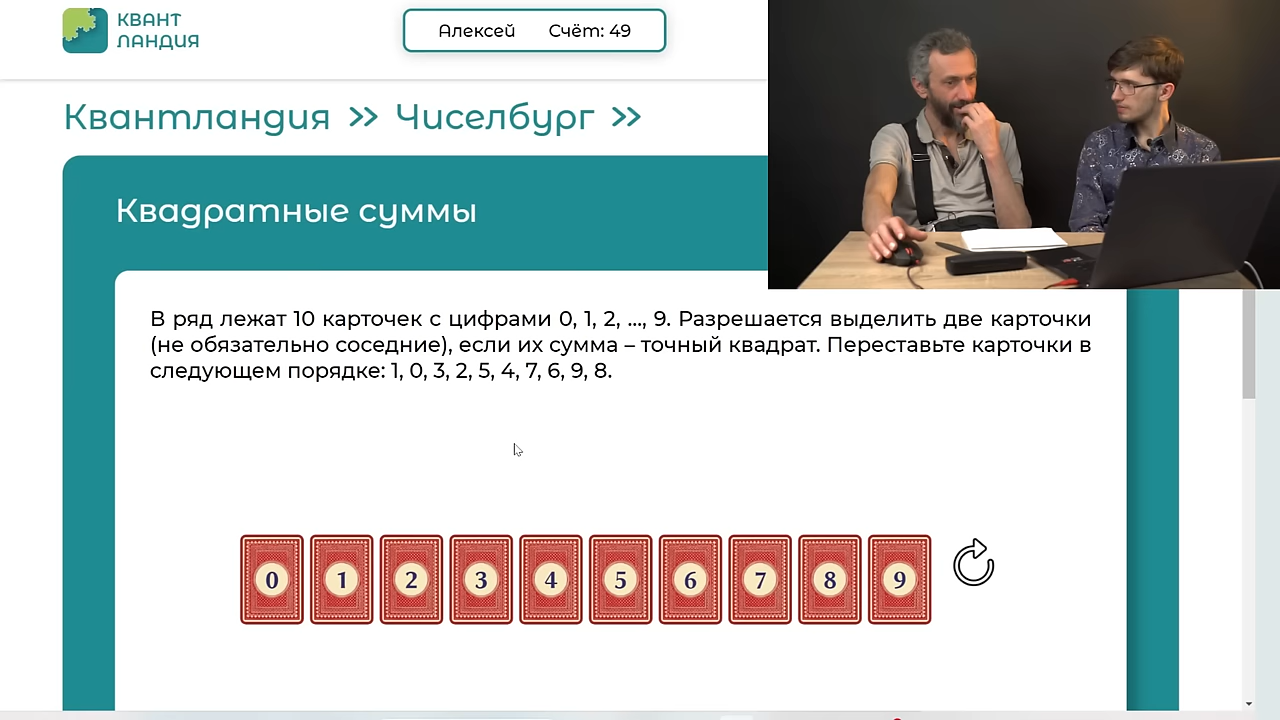 КВАНТ
ЛАНДИЯ
Алексей Счёт: 49
Квантландия >> Чиселбург >>
Квадратные суммы
В ряд лежат 10 карточек с цифрами 0, 1, 2, ..., 9. Разрешается выделить две карточки
(не обязательно соседние), если их сумма – точный квадрат. Переставьте карточки в
следующем порядке: 1, 0, 3, 2, 5, 4, 7, 6, 9, 8.
0 1 2 3 4 5 6 7 8 9